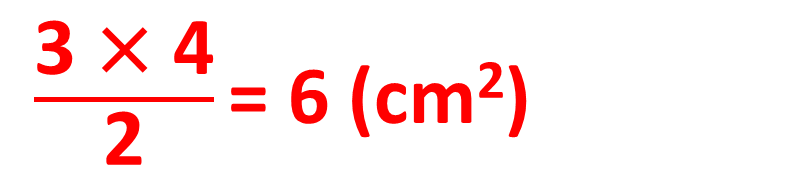 3 × 4
2
= 6 (cm²)